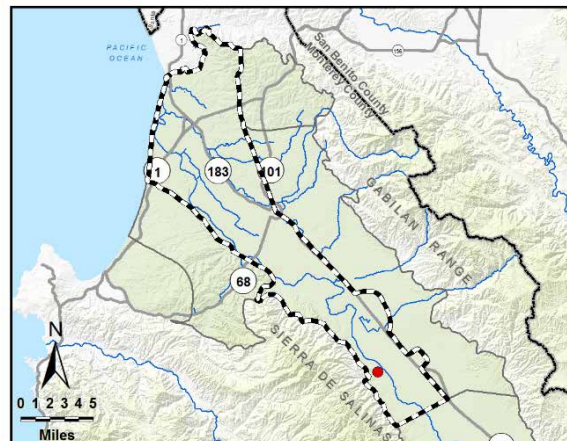 PACIFIC
OCEAN
1
156
San Benito County
Monterey County
1
183
101
GABILAN RANGE
68
SIERRA DE SALINAS
N
0 1 2 3 4 5
Miles